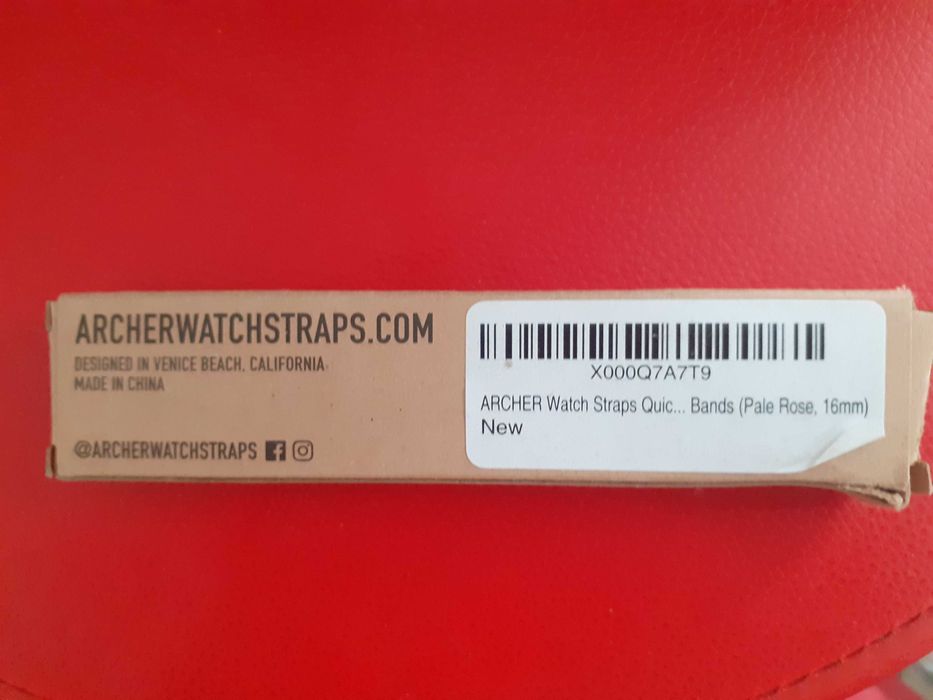 ARCHERWATCHSTRAPS.COM
DESIGNED IN VENICE BEACH, CALIFORNIA
MADE IN CHINA
@ARCHERWATCHSTRAPS
X000Q7A7T9
ARCHER Watch Straps Quic... Bands (Pale Rose, 16mm)
New